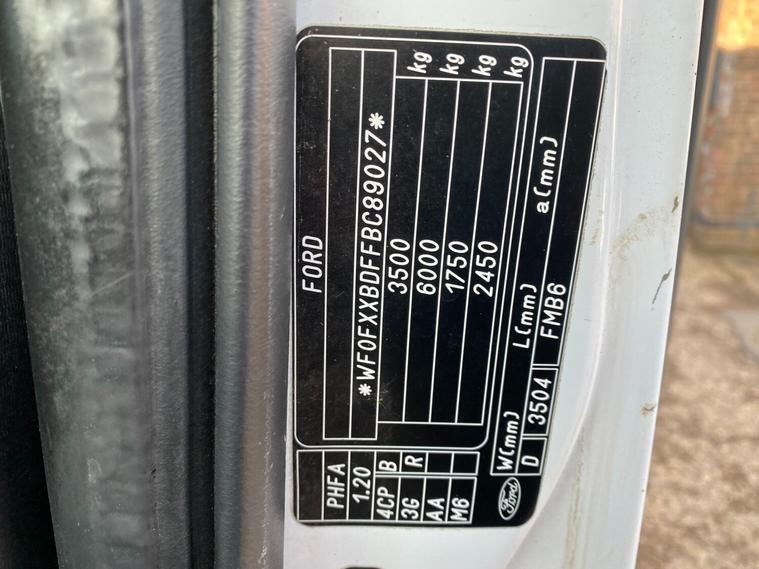 FORD
*WF0FXXBDFFBC89027*
3500 kg
6000 kg
1750 kg
2450 kg
PHFA
1.20
4CP B
3G R
AA
M6
W(mm) L(mm) a(mm)
D 3504 FMB6
Ford